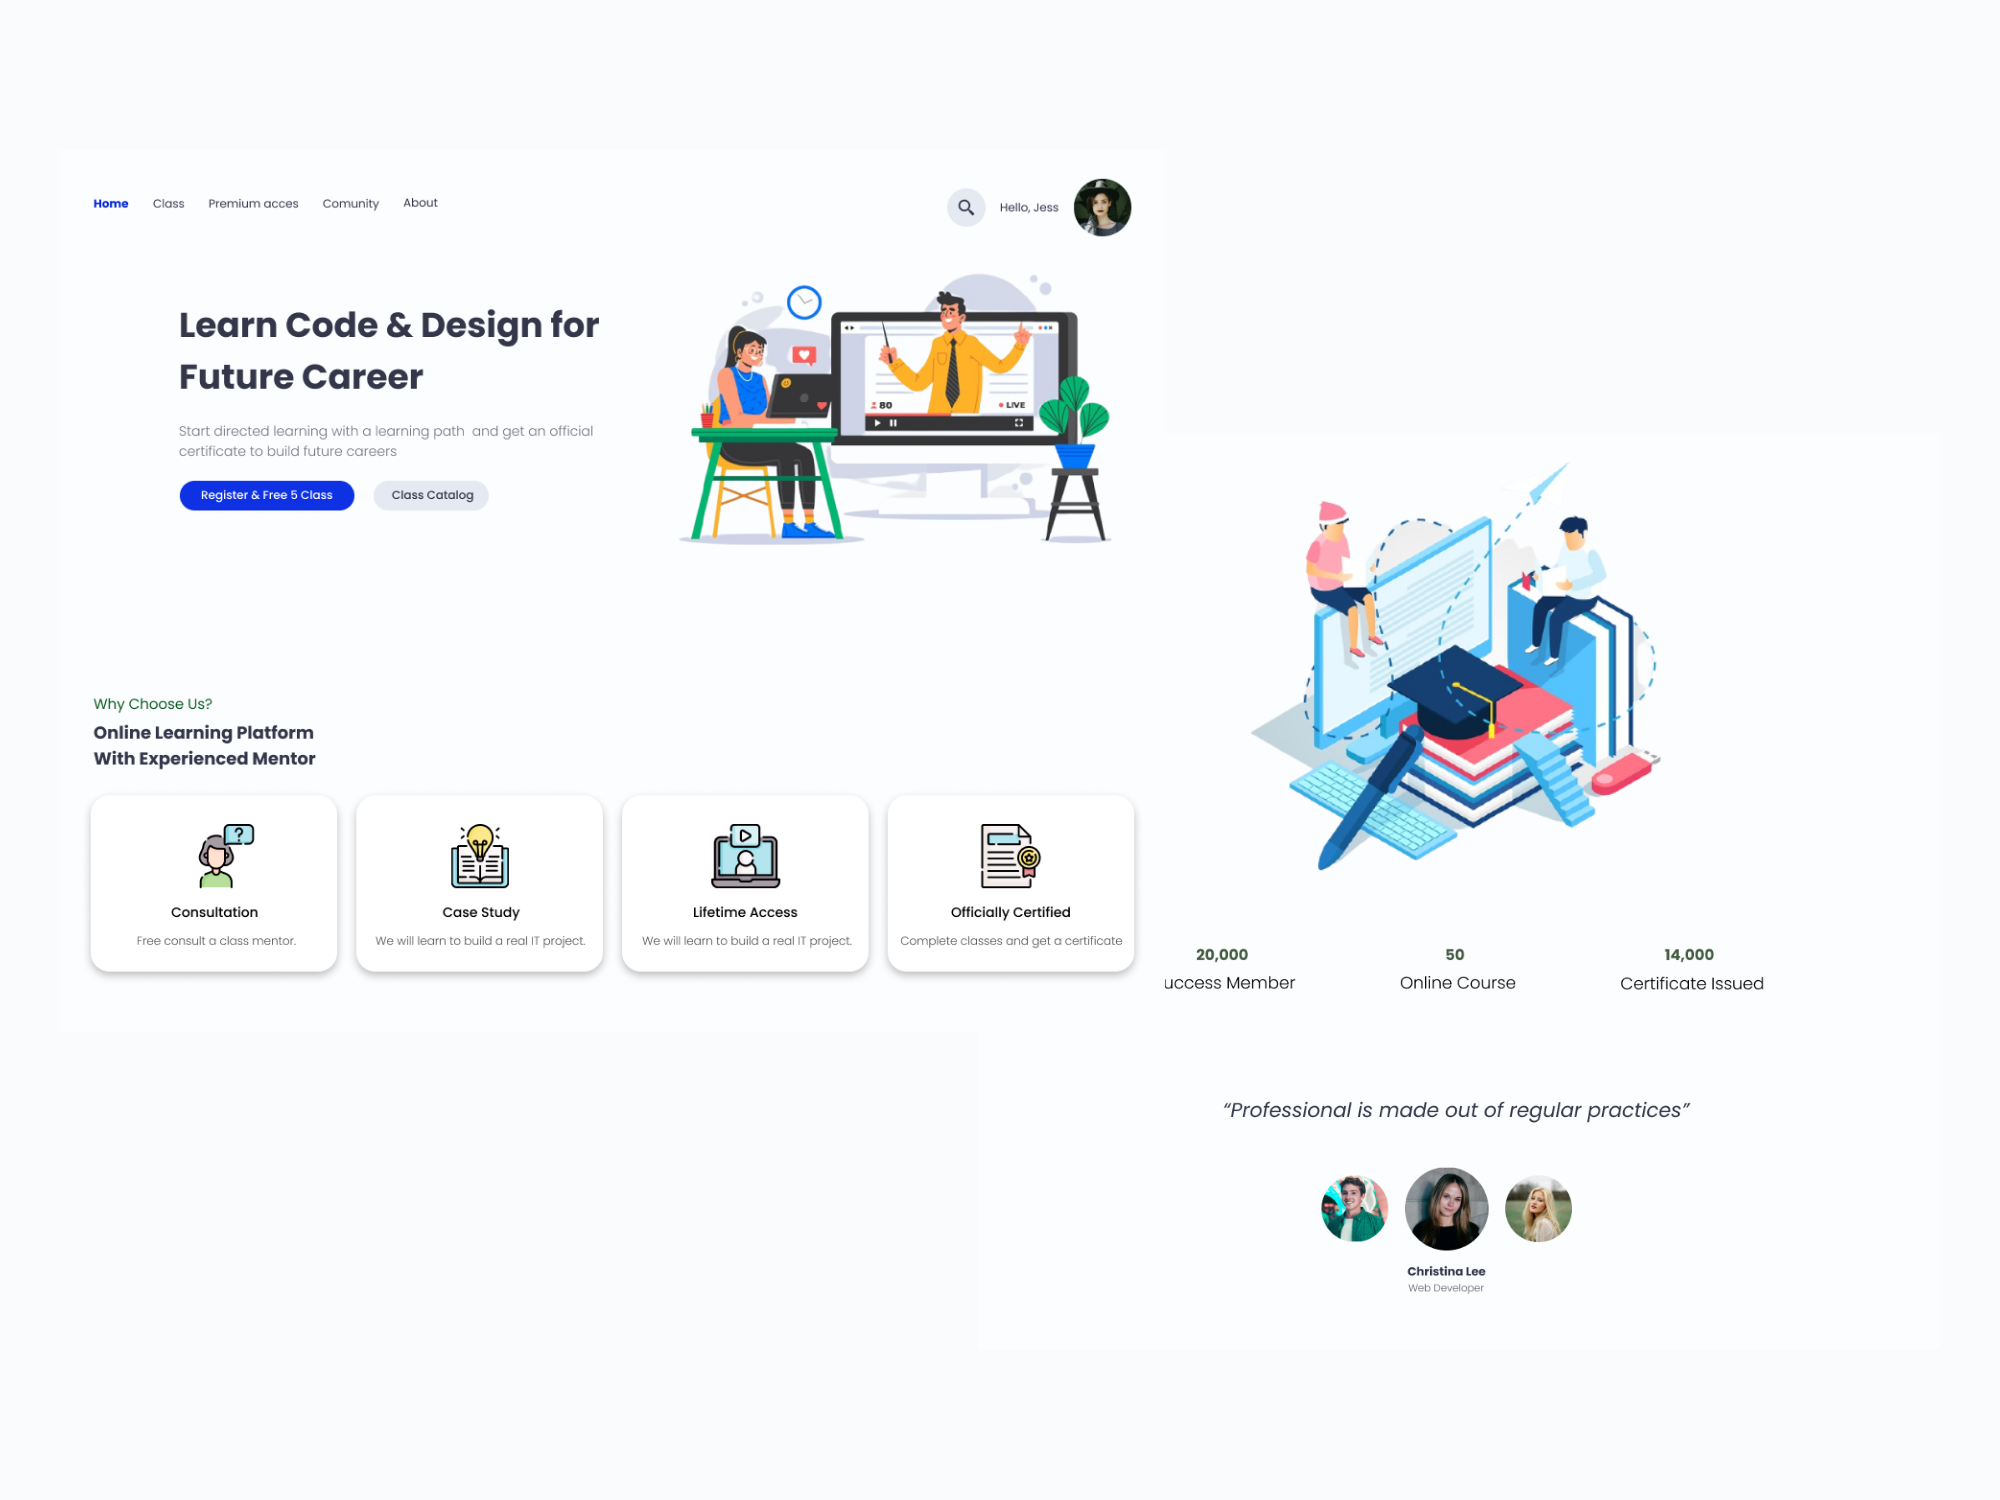 Home Class Premium acces Comunity About
Hello, Jess
Learn Code & Design for
Future Career
Start directed learning with a learning path and get an official
certificate to build future careers
Register & Free 5 Class
Class Catalog
80
LIVE
Why Choose Us?
Online Learning Platform
With Experienced Mentor
?
Consultation
Free consult a class mentor.
Case Study
We will learn to build a real IT project.
Lifetime Access
We will learn to build a real IT project.
Officially Certified
Complete classes and get a certificate
20,000
uccess Member
50
Online Course
14,000
Certificate Issued
“Professional is made out of regular practices”
Christina Lee
Web Developer